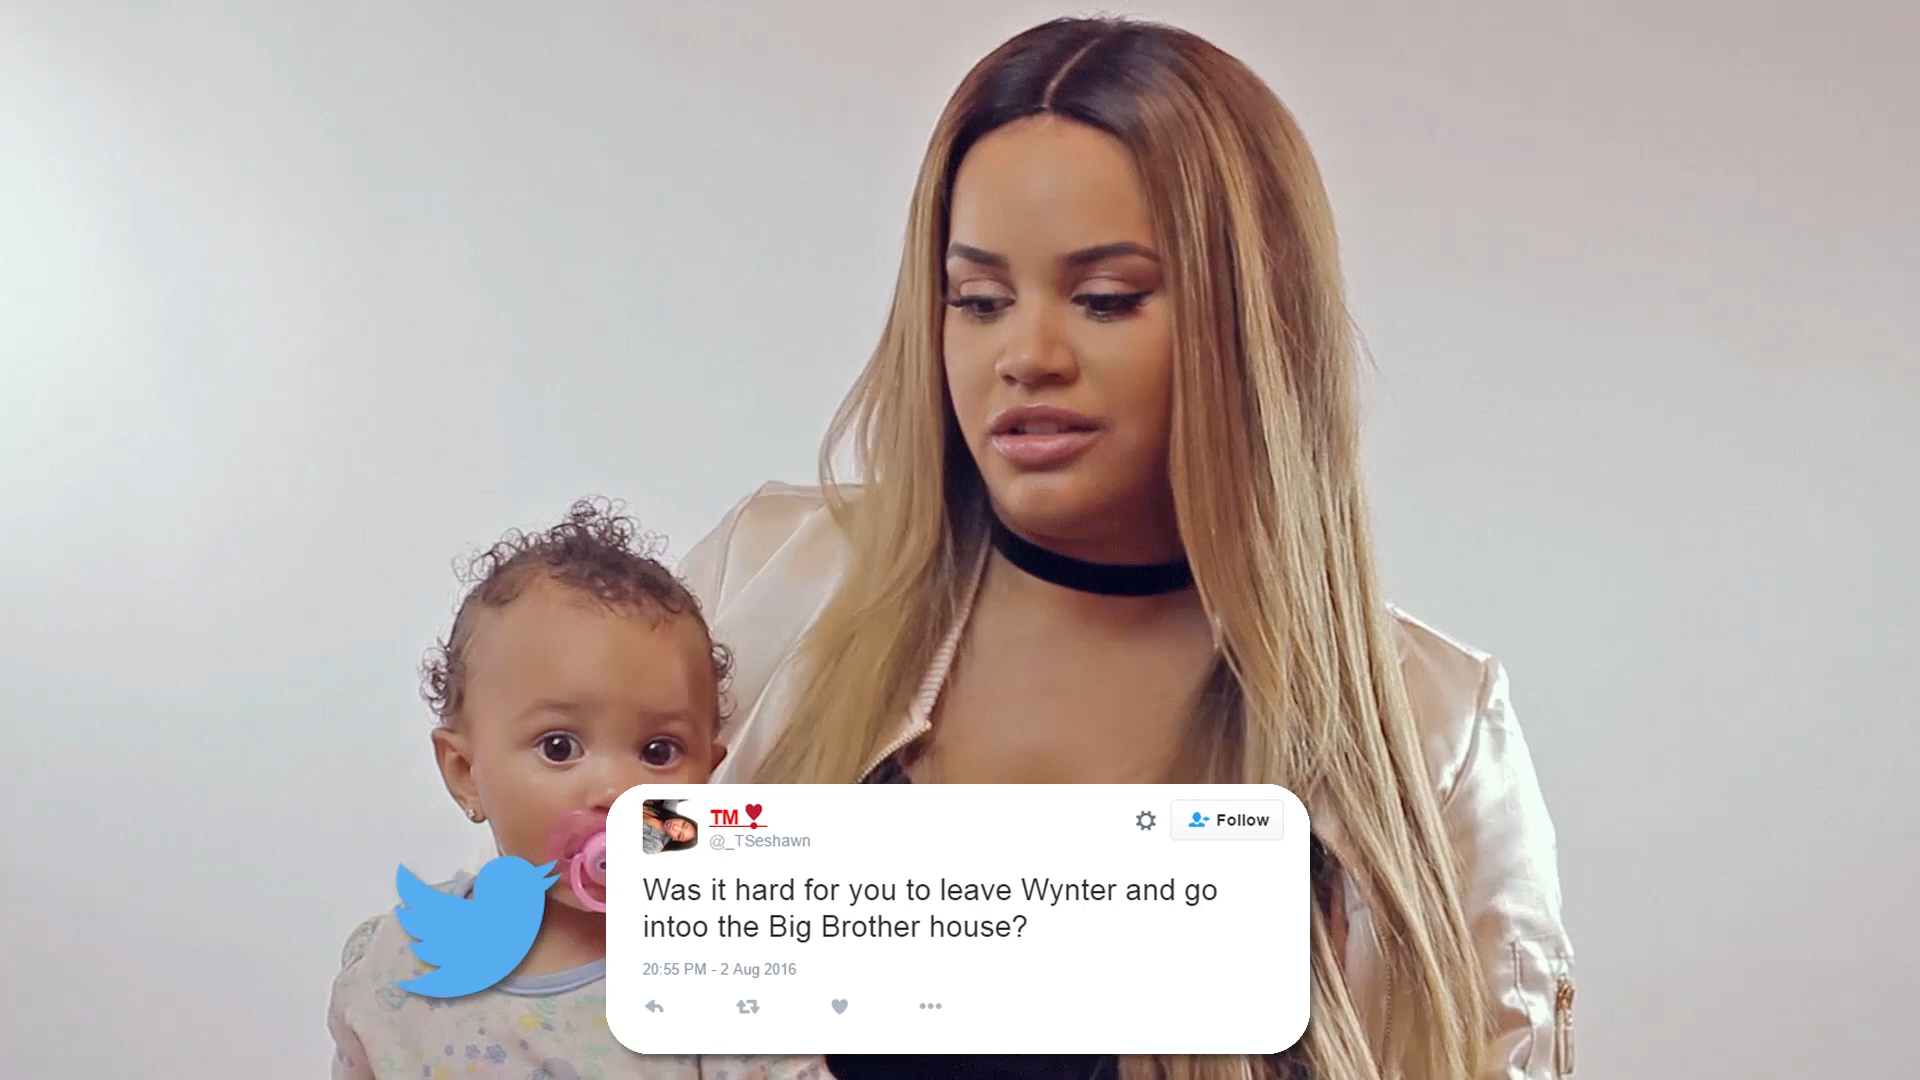 TM
@_TSeshawn
Follow
Was it hard for you to leave Wynter and go
intoo the Big Brother house?
20:55 PM - 2 Aug 2016